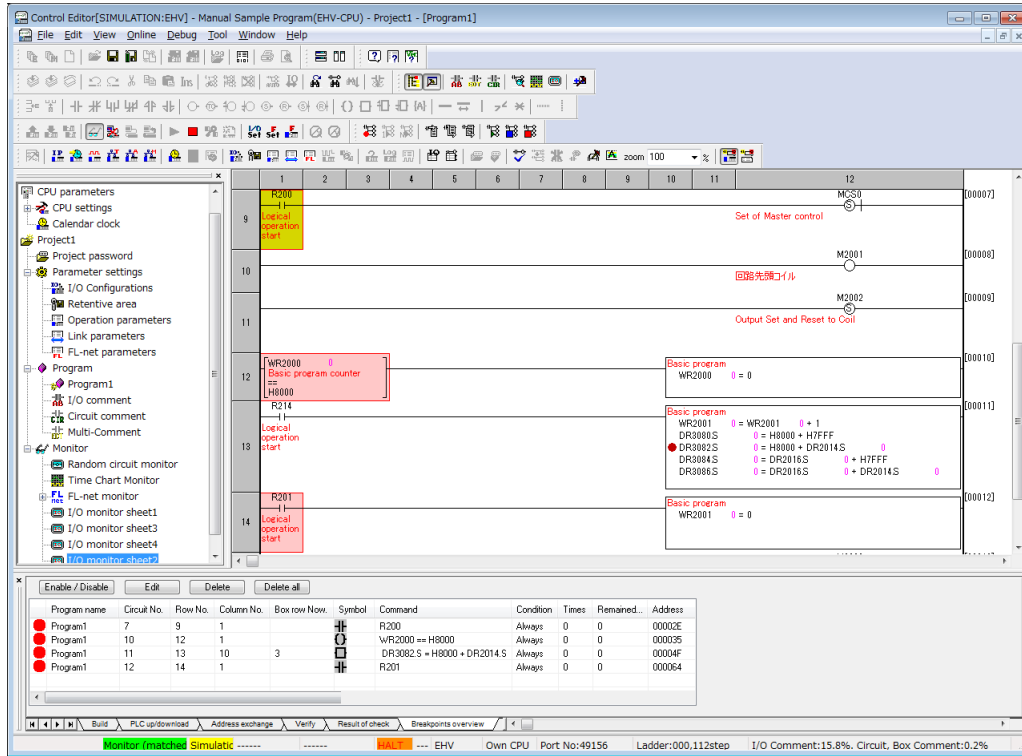 Control Editor[SIMULATION:EHV] - Manual Sample Program(EHV-CPU) - Project1 - [Program1]
File Edit View Online Debug Tool Window Help
zoom 100 %
CPU parameters
CPU settings
Calendar clock
Project1
Project password
Parameter settings
I/O Configurations
Retentive area
Operation parameters
Link parameters
FL-net parameters
Program
Program1
I/O comment
Circuit comment
Multi-Comment
Monitor
Random circuit monitor
Time Chart Monitor
FL-net monitor
I/O monitor sheet1
I/O monitor sheet3
I/O monitor sheet4
I/O monitor sheet2
1 2 3 4 5 6 7 8 9 10 11 12
R200 MCS0 [00007]
9
Logical operation start
Set of Master control
M2001 [00008]
10
回路先頭コイル
M2002 [00009]
11
Output Set and Reset to Coil
[00010]
12
WR2000 0
Basic program counter
==
H8000
Basic program
WR2000 0 = 0
R214 [00011]
13
Logical operation start
Basic program
WR2001 0 = WR2001 0 + 1
DR3080.S 0 = H8000 + H7FFF
DR3082.S 0 = H8000 + DR2014.S 0
DR3084.S 0 = DR2016.S 0 + H7FFF
DR3086.S 0 = DR2016.S 0 + DR2014.S 0
R201 [00012]
14
Logical operation start
Basic program
WR2001 0 = 0
Enable / Disable Edit Delete Delete all
Program name Circuit No. Row No. Column No. Box row Now. Symbol Command Condition Times Remained... Address
Program1 7 9 1 R200 Always 0 0 00002E
Program1 10 12 1 WR2000 == H8000 Always 0 0 000035
Program1 11 13 10 3 DR3082.S = H8000 + DR2014.S Always 0 0 00004F
Program1 12 14 1 R201 Always 0 0 000064
Build PLC up/download Address exchange Verify Result of check Breakpoints overview
Monitor (matched Simulatic ------ ------ HALT --- EHV Own CPU Port No:49156 Ladder:000,112step I/O Comment:15.8%, Circuit, Box Comment:0.2%